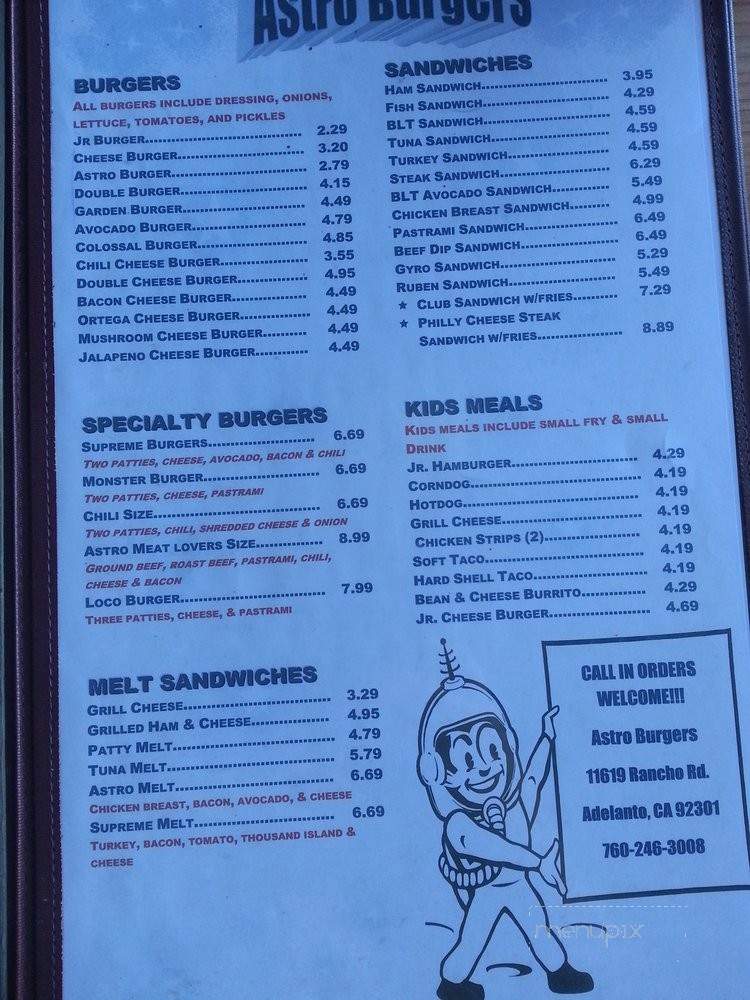 Astro Burgers
BURGERS
ALL BURGERS INCLUDE DRESSING, ONIONS,
LETTUCE, TOMATOES, AND PICKLES
JR BURGER.................................... 2.29
CHEESE BURGER............................. 3.20
ASTRO BURGER............................... 2.79
DOUBLE BURGER............................. 4.15
GARDEN BURGER............................. 4.49
AVOCADO BURGER........................... 4.79
COLOSSAL BURGER......................... 4.85
CHILI CHEESE BURGER.................... 3.55
DOUBLE CHEESE BURGER................ 4.95
BACON CHEESE BURGER.................. 4.49
ORTEGA CHEESE BURGER................ 4.49
MUSHROOM CHEESE BURGER........... 4.49
JALAPENO CHEESE BURGER............. 4.49
SPECIALTY BURGERS
SUPREME BURGERS......................... 6.69
TWO PATTIES, CHEESE, AVOCADO, BACON & CHILI
MONSTER BURGER........................... 6.69
TWO PATTIES, CHEESE, PASTRAMI
CHILI SIZE...................................... 6.69
TWO PATTIES, CHILI, SHREDDED CHEESE & ONION
ASTRO MEAT LOVERS SIZE............... 8.99
GROUND BEEF, ROAST BEEF, PASTRAMI, CHILI,
CHEESE & BACON
LOCO BURGER................................. 7.99
THREE PATTIES, CHEESE, & PASTRAMI
MELT SANDWICHES
GRILL CHEESE................................. 3.29
GRILLED HAM & CHEESE.................. 4.95
PATTY MELT.................................... 4.79
TUNA MELT..................................... 5.79
ASTRO MELT.................................... 6.69
CHICKEN BREAST, BACON, AVOCADO, & CHEESE
SUPREME MELT................................ 6.69
TURKEY, BACON, TOMATO, THOUSAND ISLAND &
CHEESE
SANDWICHES
HAM SANDWICH............................. 3.95
FISH SANDWICH............................. 4.29
BLT SANDWICH.............................. 4.59
TUNA SANDWICH............................ 4.59
TURKEY SANDWICH........................ 4.59
STEAK SANDWICH.......................... 6.29
BLT AVOCADO SANDWICH............... 5.49
CHICKEN BREAST SANDWICH......... 4.99
PASTRAMI SANDWICH..................... 6.49
BEEF DIP SANDWICH...................... 6.49
GYRO SANDWICH........................... 5.29
RUBEN SANDWICH......................... 5.49
★ CLUB SANDWICH W/FRIES.......... 7.29
★ PHILLY CHEESE STEAK
SANDWICH W/FRIES.................... 8.89
KIDS MEALS
KIDS MEALS INCLUDE SMALL FRY & SMALL
DRINK
JR. HAMBURGER............................ 4.29
CORNDOG..................................... 4.19
HOTDOG....................................... 4.19
GRILL CHEESE............................... 4.19
CHICKEN STRIPS (2)...................... 4.19
SOFT TACO................................... 4.19
HARD SHELL TACO......................... 4.19
BEAN & CHEESE BURRITO.............. 4.29
JR. CHEESE BURGER..................... 4.69
CALL IN ORDERS
WELCOME!!!
Astro Burgers
11619 Rancho Rd.
Adelanto, CA 92301
760-246-3008
menupix